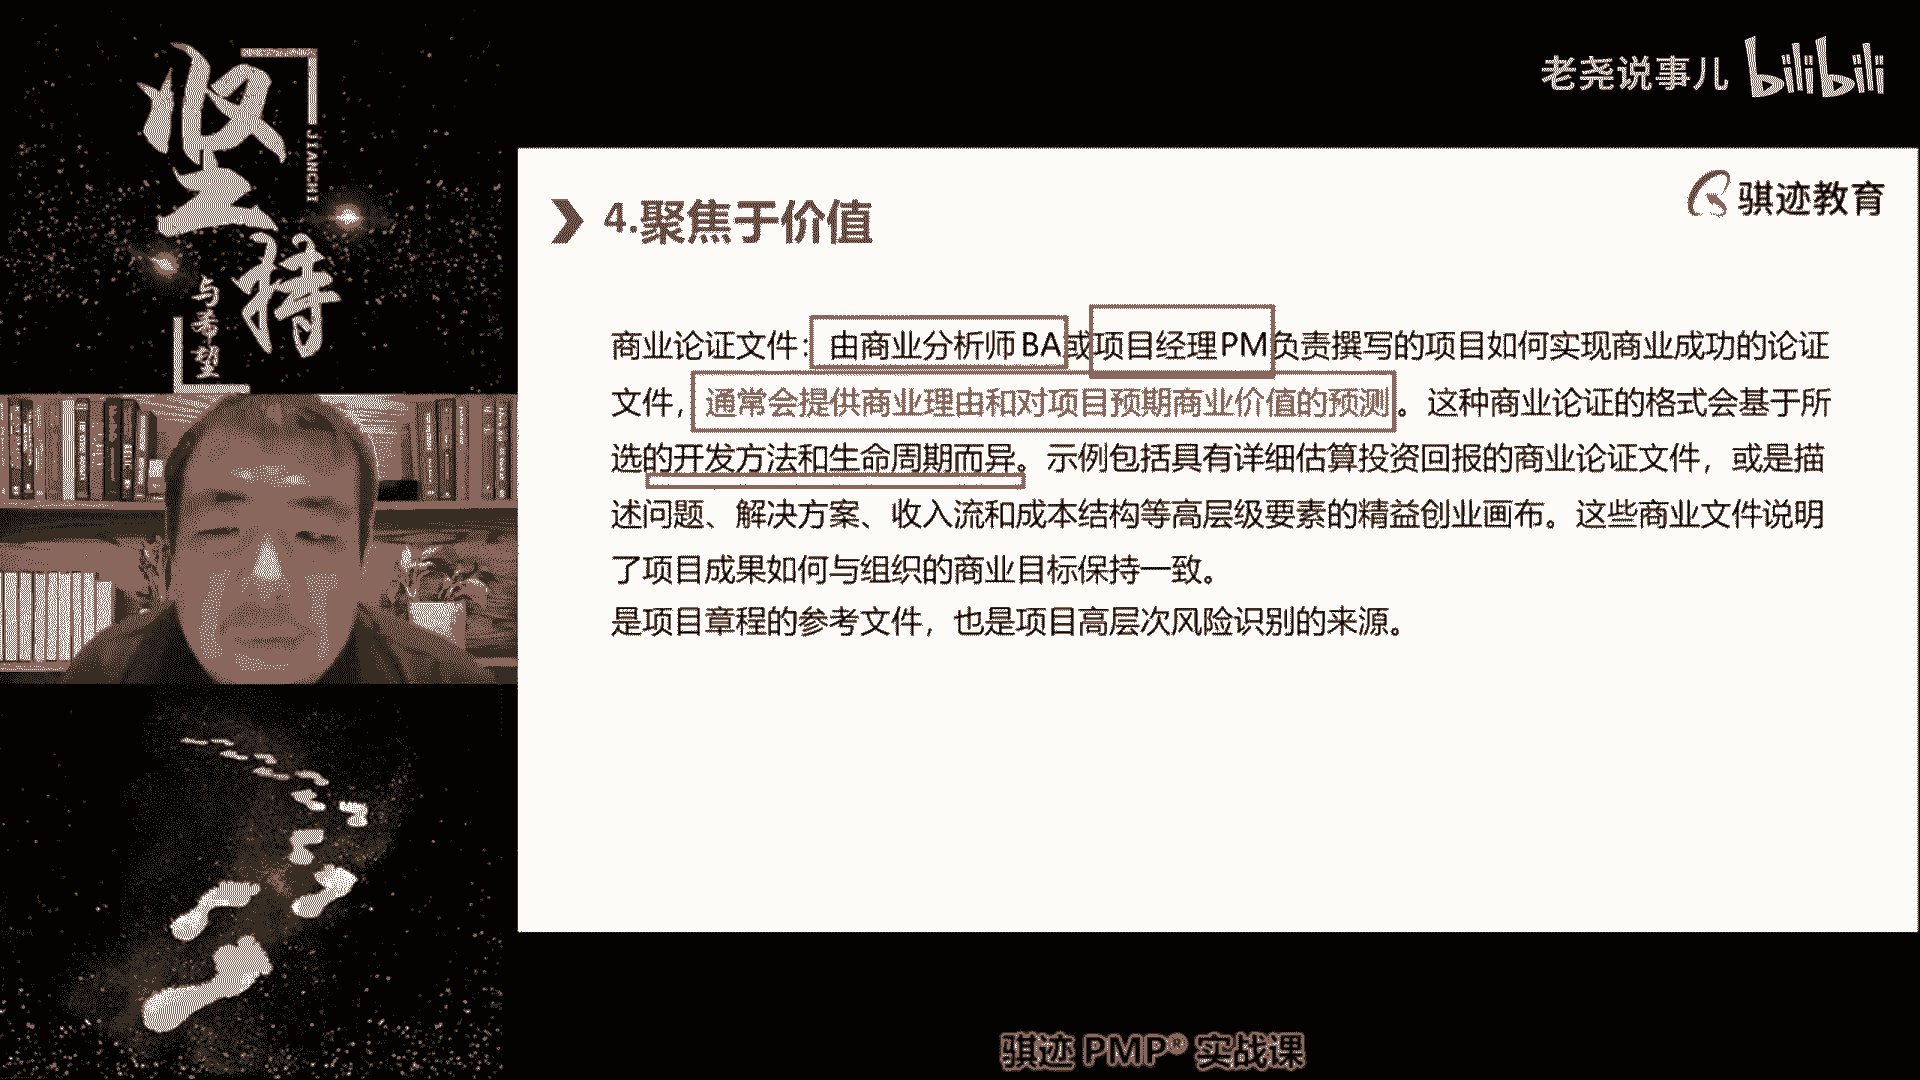 坚持
JIANCHI
与希望
老尧说事儿 bilibili
骐迹教育
4.聚焦于价值
商业论证文件：由商业分析师BA或项目经理PM负责撰写的项目如何实现商业成功的论证
文件，通常会提供商业理由和对项目预期商业价值的预测。这种商业论证的格式会基于所
选的开发方法和生命周期而异。示例包括具有详细估算投资回报的商业论证文件，或是描
述问题、解决方案、收入流和成本结构等高层级要素的精益创业画布。这些商业文件说明
了项目成果如何与组织的商业目标保持一致。
是项目章程的参考文件，也是项目高层次风险识别的来源。
骐迹 PMP® 实战课